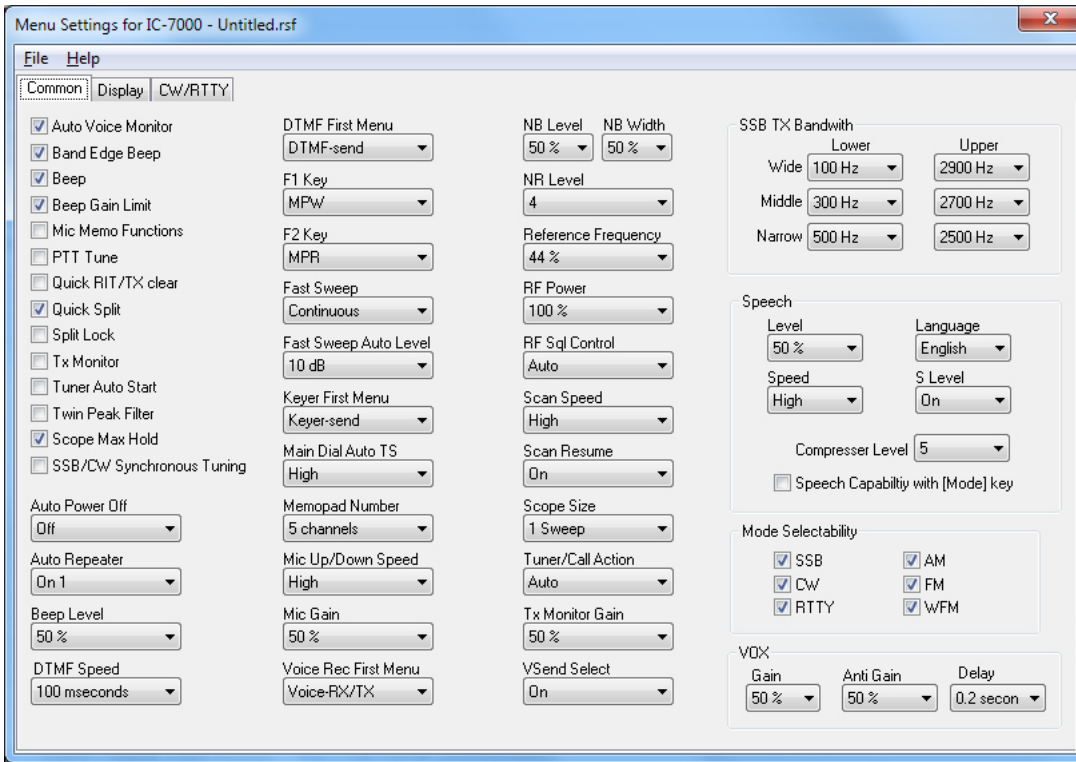 Menu Settings for IC-7000 - Untitled.rsf
File Help
Common Display CW/RTTY
Auto Voice Monitor
Band Edge Beep
Beep
Beep Gain Limit
Mic Memo Functions
PTT Tune
Quick RIT/TX clear
Quick Split
Split Lock
Tx Monitor
Tuner Auto Start
Twin Peak Filter
Scope Max Hold
SSB/CW Synchronous Tuning
Auto Power Off
Off
Auto Repeater
On 1
Beep Level
50 %
DTMF Speed
100 mseconds
DTMF First Menu
DTMF-send
F1 Key
MPW
F2 Key
MPR
Fast Sweep
Continuous
Fast Sweep Auto Level
10 dB
Keyer First Menu
Keyer-send
Main Dial Auto TS
High
Memopad Number
5 channels
Mic Up/Down Speed
High
Mic Gain
50 %
Voice Rec First Menu
Voice-RX/TX
NB Level NB Width
50 % 50 %
NR Level
4
Reference Frequency
44 %
RF Power
100 %
RF Sql Control
Auto
Scan Speed
High
Scan Resume
On
Scope Size
1 Sweep
Tuner/Call Action
Auto
Tx Monitor Gain
50 %
VSend Select
On
SSB TX Bandwith
Lower Upper
Wide 100 Hz 2900 Hz
Middle 300 Hz 2700 Hz
Narrow 500 Hz 2500 Hz
Speech
Level Language
50 % English
Speed S Level
High On
Compresser Level 5
Speech Capabiltiy with [Mode] key
Mode Selectability
SSB AM
CW FM
RTTY WFM
VOX
Gain Anti Gain Delay
50 % 50 % 0.2 secon